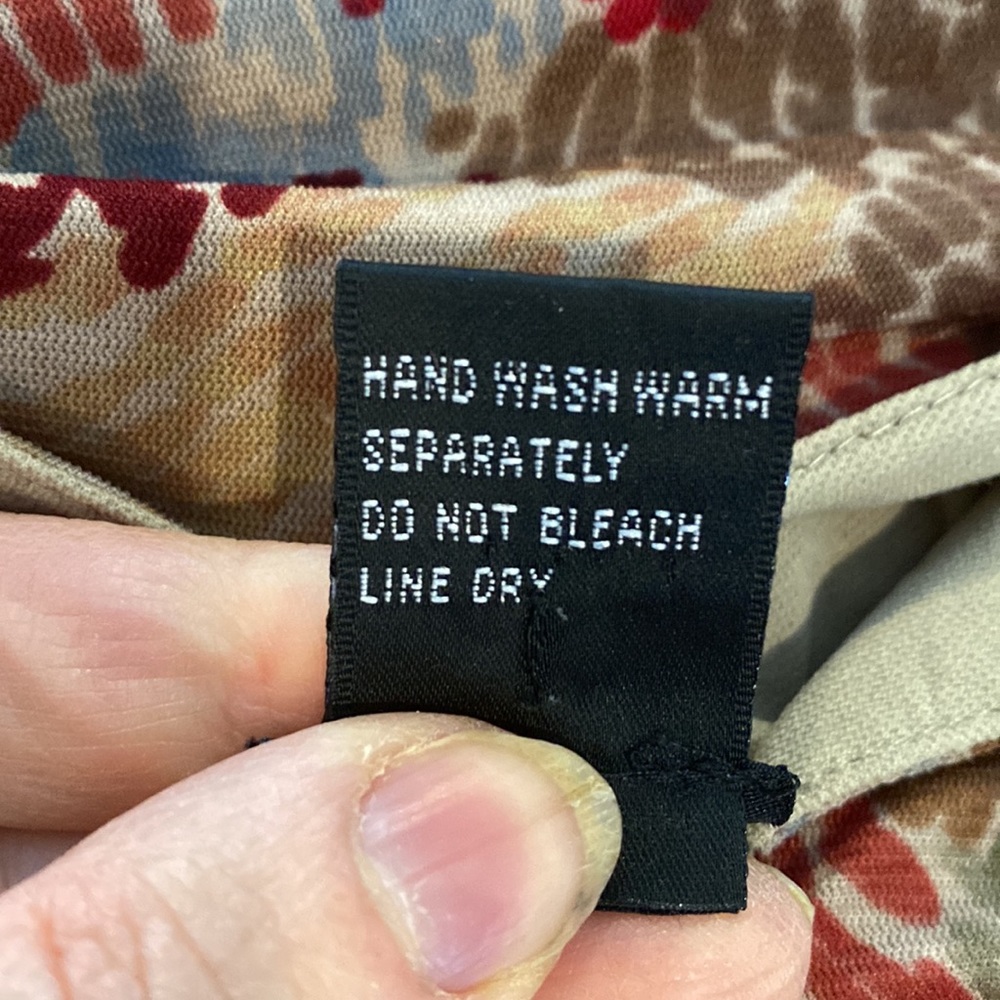 HAND WASH WARM
SEPARATELY
DO NOT BLEACH
LINE DRY